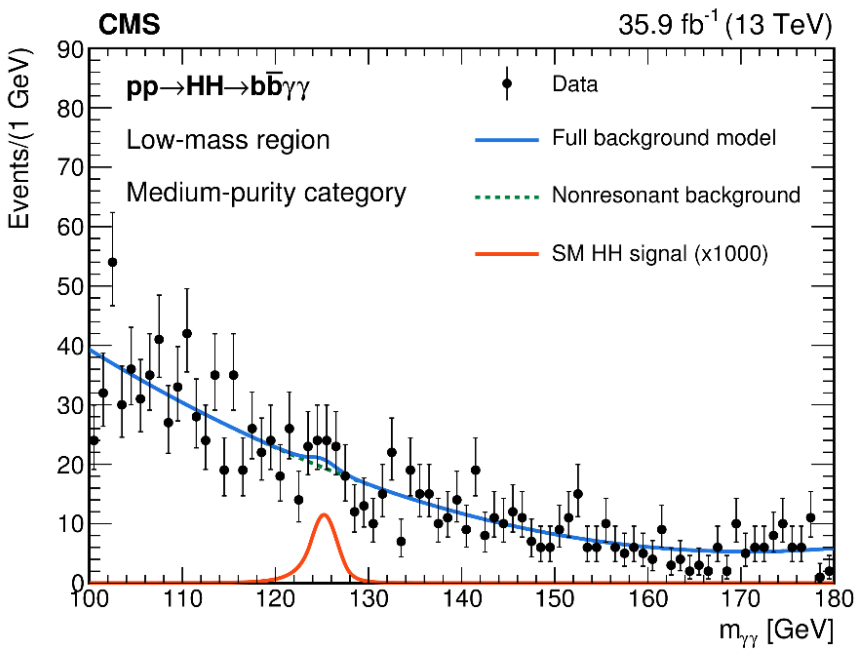 CMS
35.9 fb⁻¹ (13 TeV)
Events/(1 GeV)
90
80
70
60
50
40
30
20
10
0
pp→HH→bb̅γγ
Low-mass region
Medium-purity category
Data
Full background model
Nonresonant background
SM HH signal (x1000)
100 110 120 130 140 150 160 170 180
mγγ [GeV]